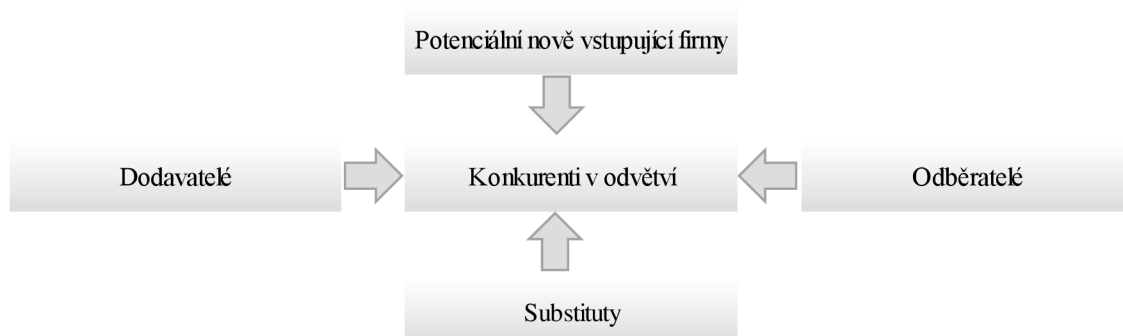 Potenciální nově vstupující firmy
Dodavatelé
Konkurenti v odvětví
Odběratelé
Substituty